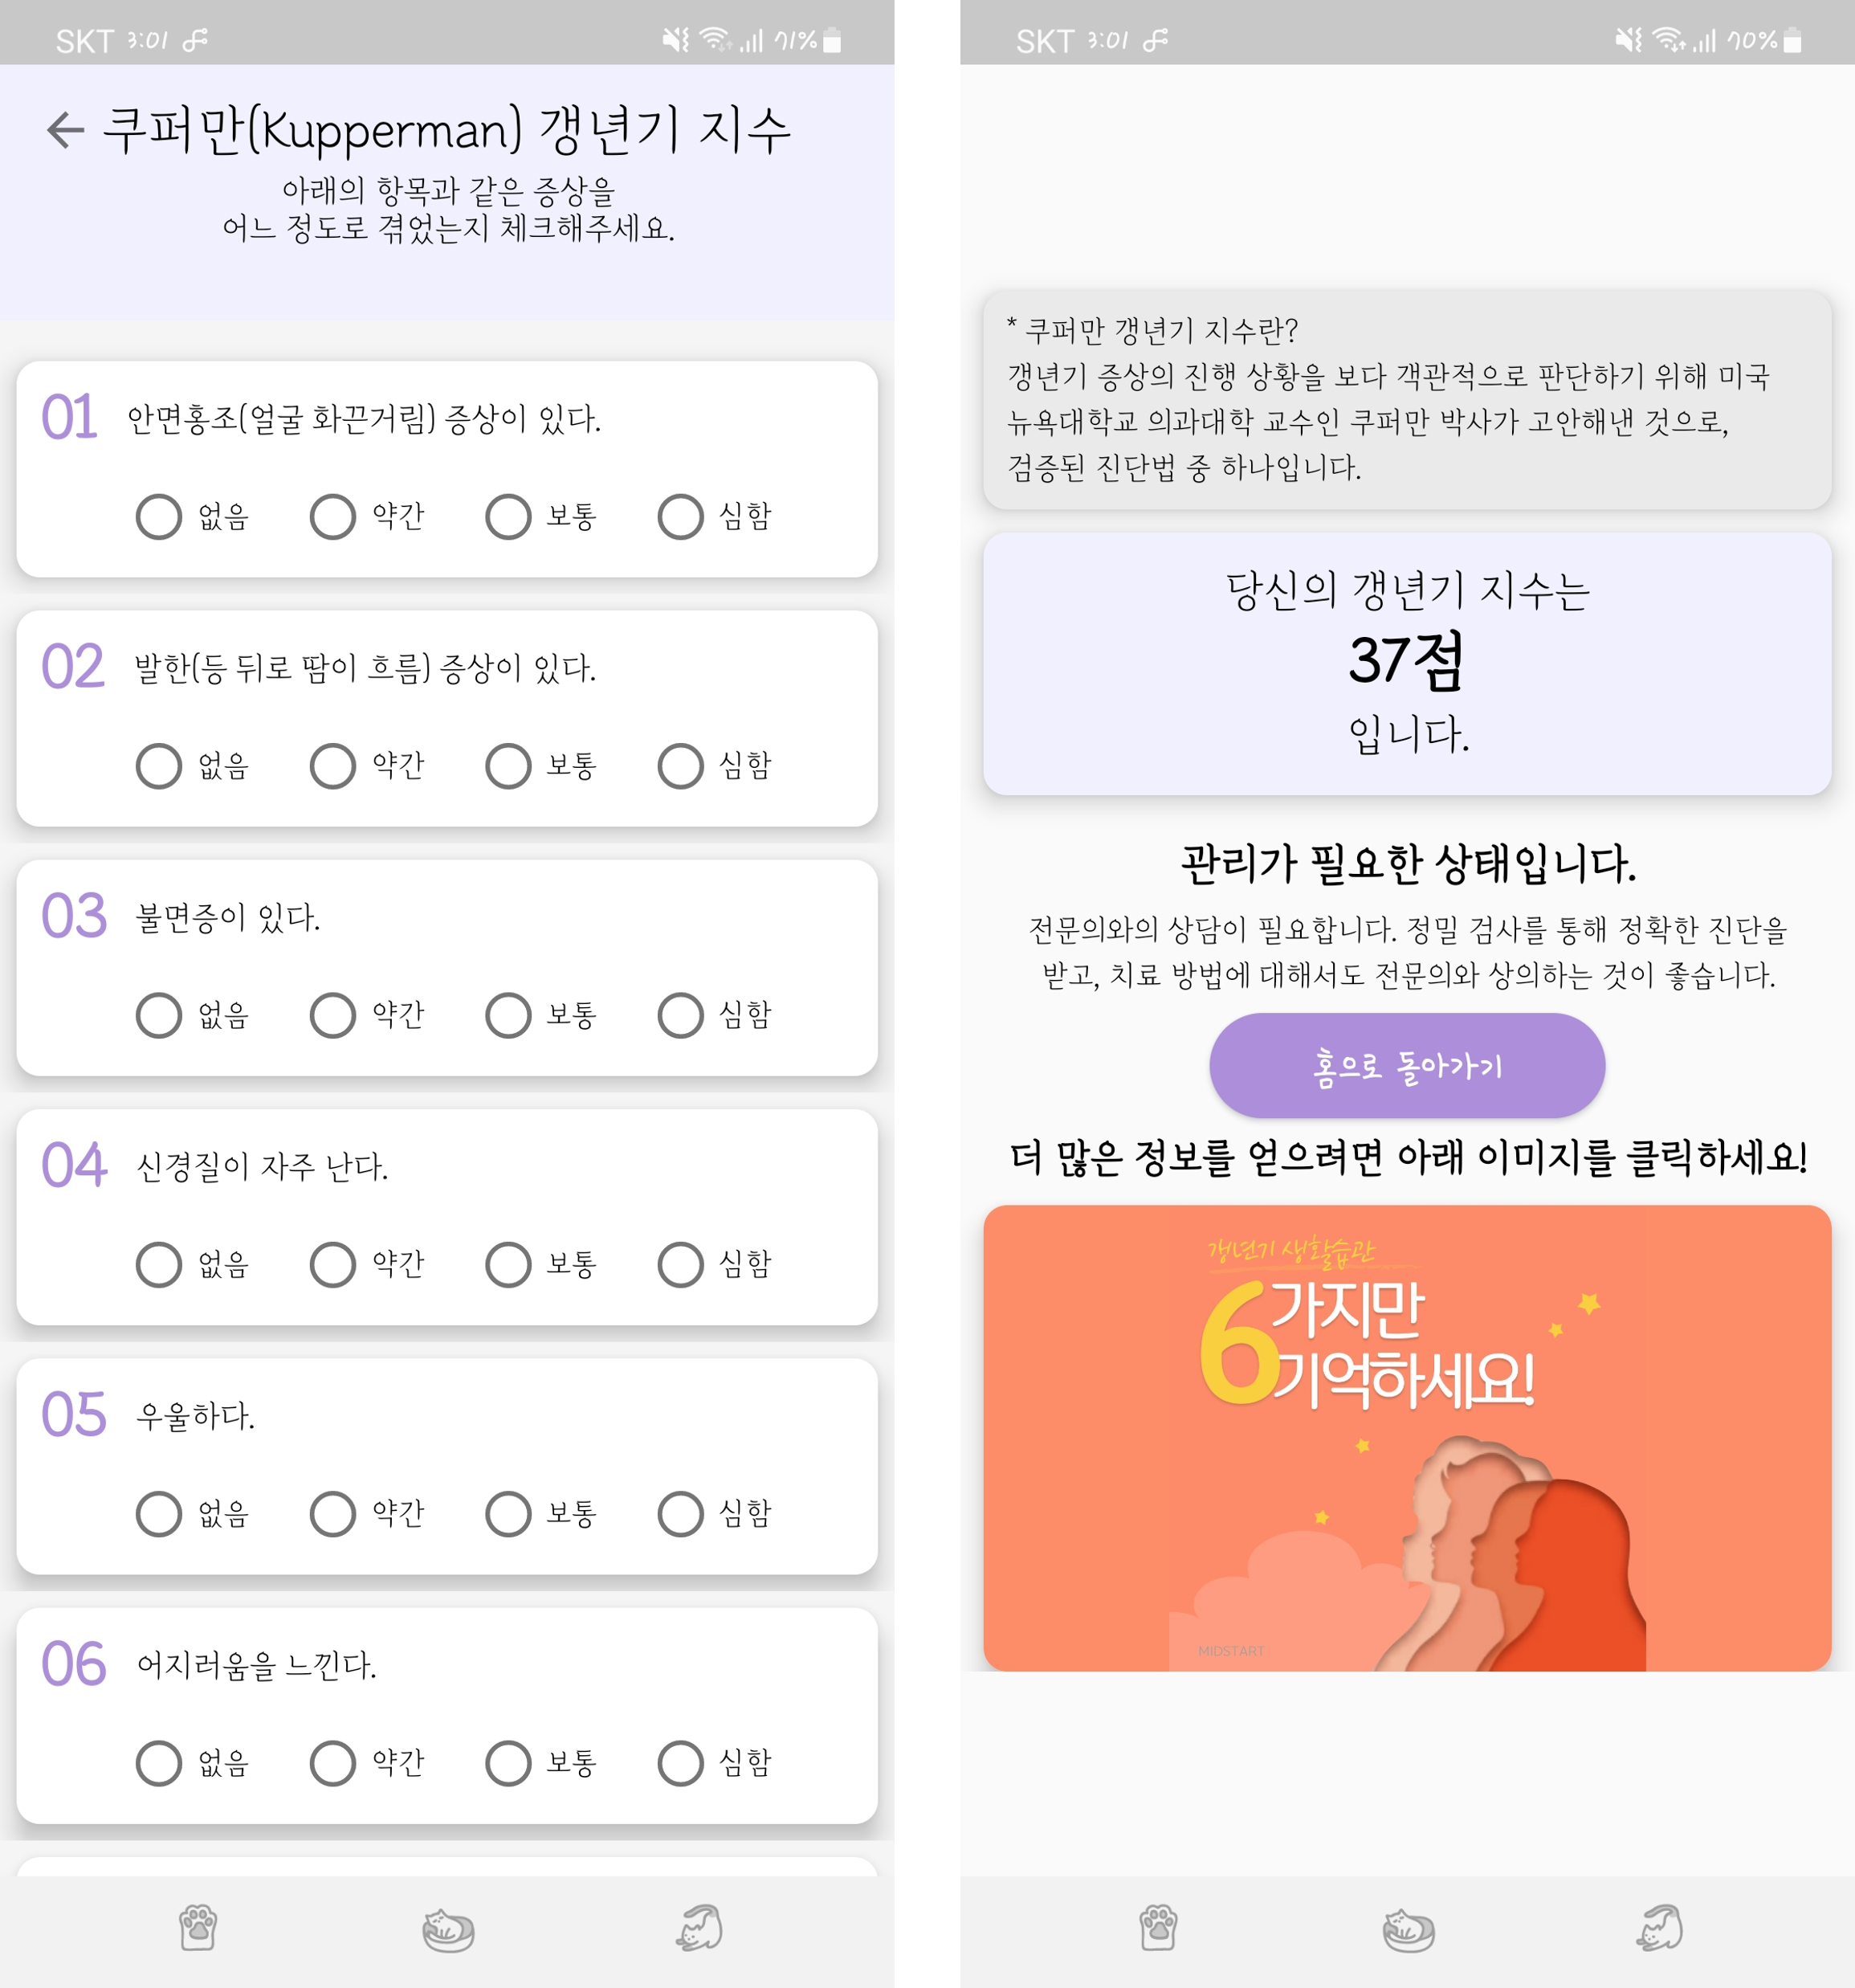 SKT 3:01 71%
쿠퍼만(Kupperman) 갱년기 지수
아래의 항목과 같은 증상을
어느 정도로 겪었는지 체크해주세요.
01 안면홍조(얼굴 화끈거림) 증상이 있다.
없음 약간 보통 심함
02 발한(등 뒤로 땀이 흐름) 증상이 있다.
없음 약간 보통 심함
03 불면증이 있다.
없음 약간 보통 심함
04 신경질이 자주 난다.
없음 약간 보통 심함
05 우울하다.
없음 약간 보통 심함
06 어지러움을 느낀다.
없음 약간 보통 심함
SKT 3:01 70%
* 쿠퍼만 갱년기 지수란?
갱년기 증상의 진행 상황을 보다 객관적으로 판단하기 위해 미국
뉴욕대학교 의과대학 교수인 쿠퍼만 박사가 고안해낸 것으로,
검증된 진단법 중 하나입니다.
당신의 갱년기 지수는
37점
입니다.
관리가 필요한 상태입니다.
전문의와의 상담이 필요합니다. 정밀 검사를 통해 정확한 진단을
받고, 치료 방법에 대해서도 전문의와 상의하는 것이 좋습니다.
홈으로 돌아가기
더 많은 정보를 얻으려면 아래 이미지를 클릭하세요!
갱년기 생활습관
6가지만
기억하세요!
MIDSTART